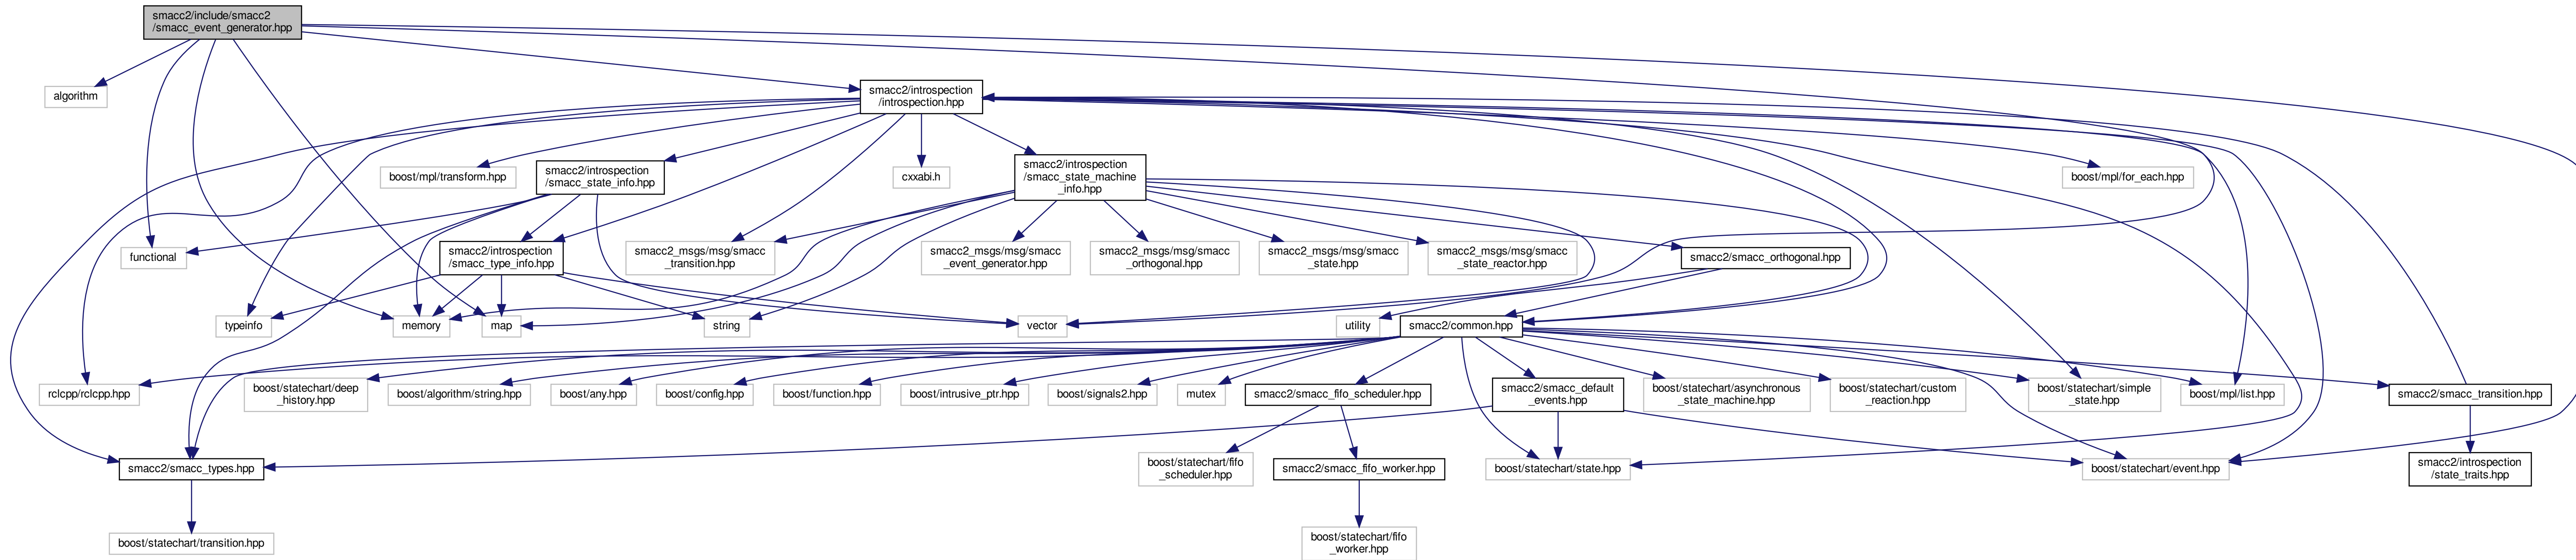 smacc2/include/smacc2
/smacc_event_generator.hpp
algorithm
smacc2/introspection
/introspection.hpp
boost/mpl/transform.hpp
smacc2/introspection
/smacc_state_info.hpp
cxxabi.h
smacc2/introspection
/smacc_state_machine
_info.hpp
boost/mpl/for_each.hpp
functional
smacc2/introspection
/smacc_type_info.hpp
smacc2_msgs/msg/smacc
_transition.hpp
smacc2_msgs/msg/smacc
_event_generator.hpp
smacc2_msgs/msg/smacc
_orthogonal.hpp
smacc2_msgs/msg/smacc
_state.hpp
smacc2_msgs/msg/smacc
_state_reactor.hpp
smacc2/smacc_orthogonal.hpp
typeinfo
memory
map
string
vector
utility
smacc2/common.hpp
rclcpp/rclcpp.hpp
boost/statechart/deep
_history.hpp
boost/algorithm/string.hpp
boost/any.hpp
boost/config.hpp
boost/function.hpp
boost/intrusive_ptr.hpp
boost/signals2.hpp
mutex
smacc2/smacc_fifo_scheduler.hpp
smacc2/smacc_default
_events.hpp
boost/statechart/asynchronous
_state_machine.hpp
boost/statechart/custom
_reaction.hpp
boost/statechart/simple
_state.hpp
boost/mpl/list.hpp
smacc2/smacc_transition.hpp
smacc2/smacc_types.hpp
boost/statechart/fifo
_scheduler.hpp
smacc2/smacc_fifo_worker.hpp
boost/statechart/state.hpp
boost/statechart/event.hpp
smacc2/introspection
/state_traits.hpp
boost/statechart/transition.hpp
boost/statechart/fifo
_worker.hpp